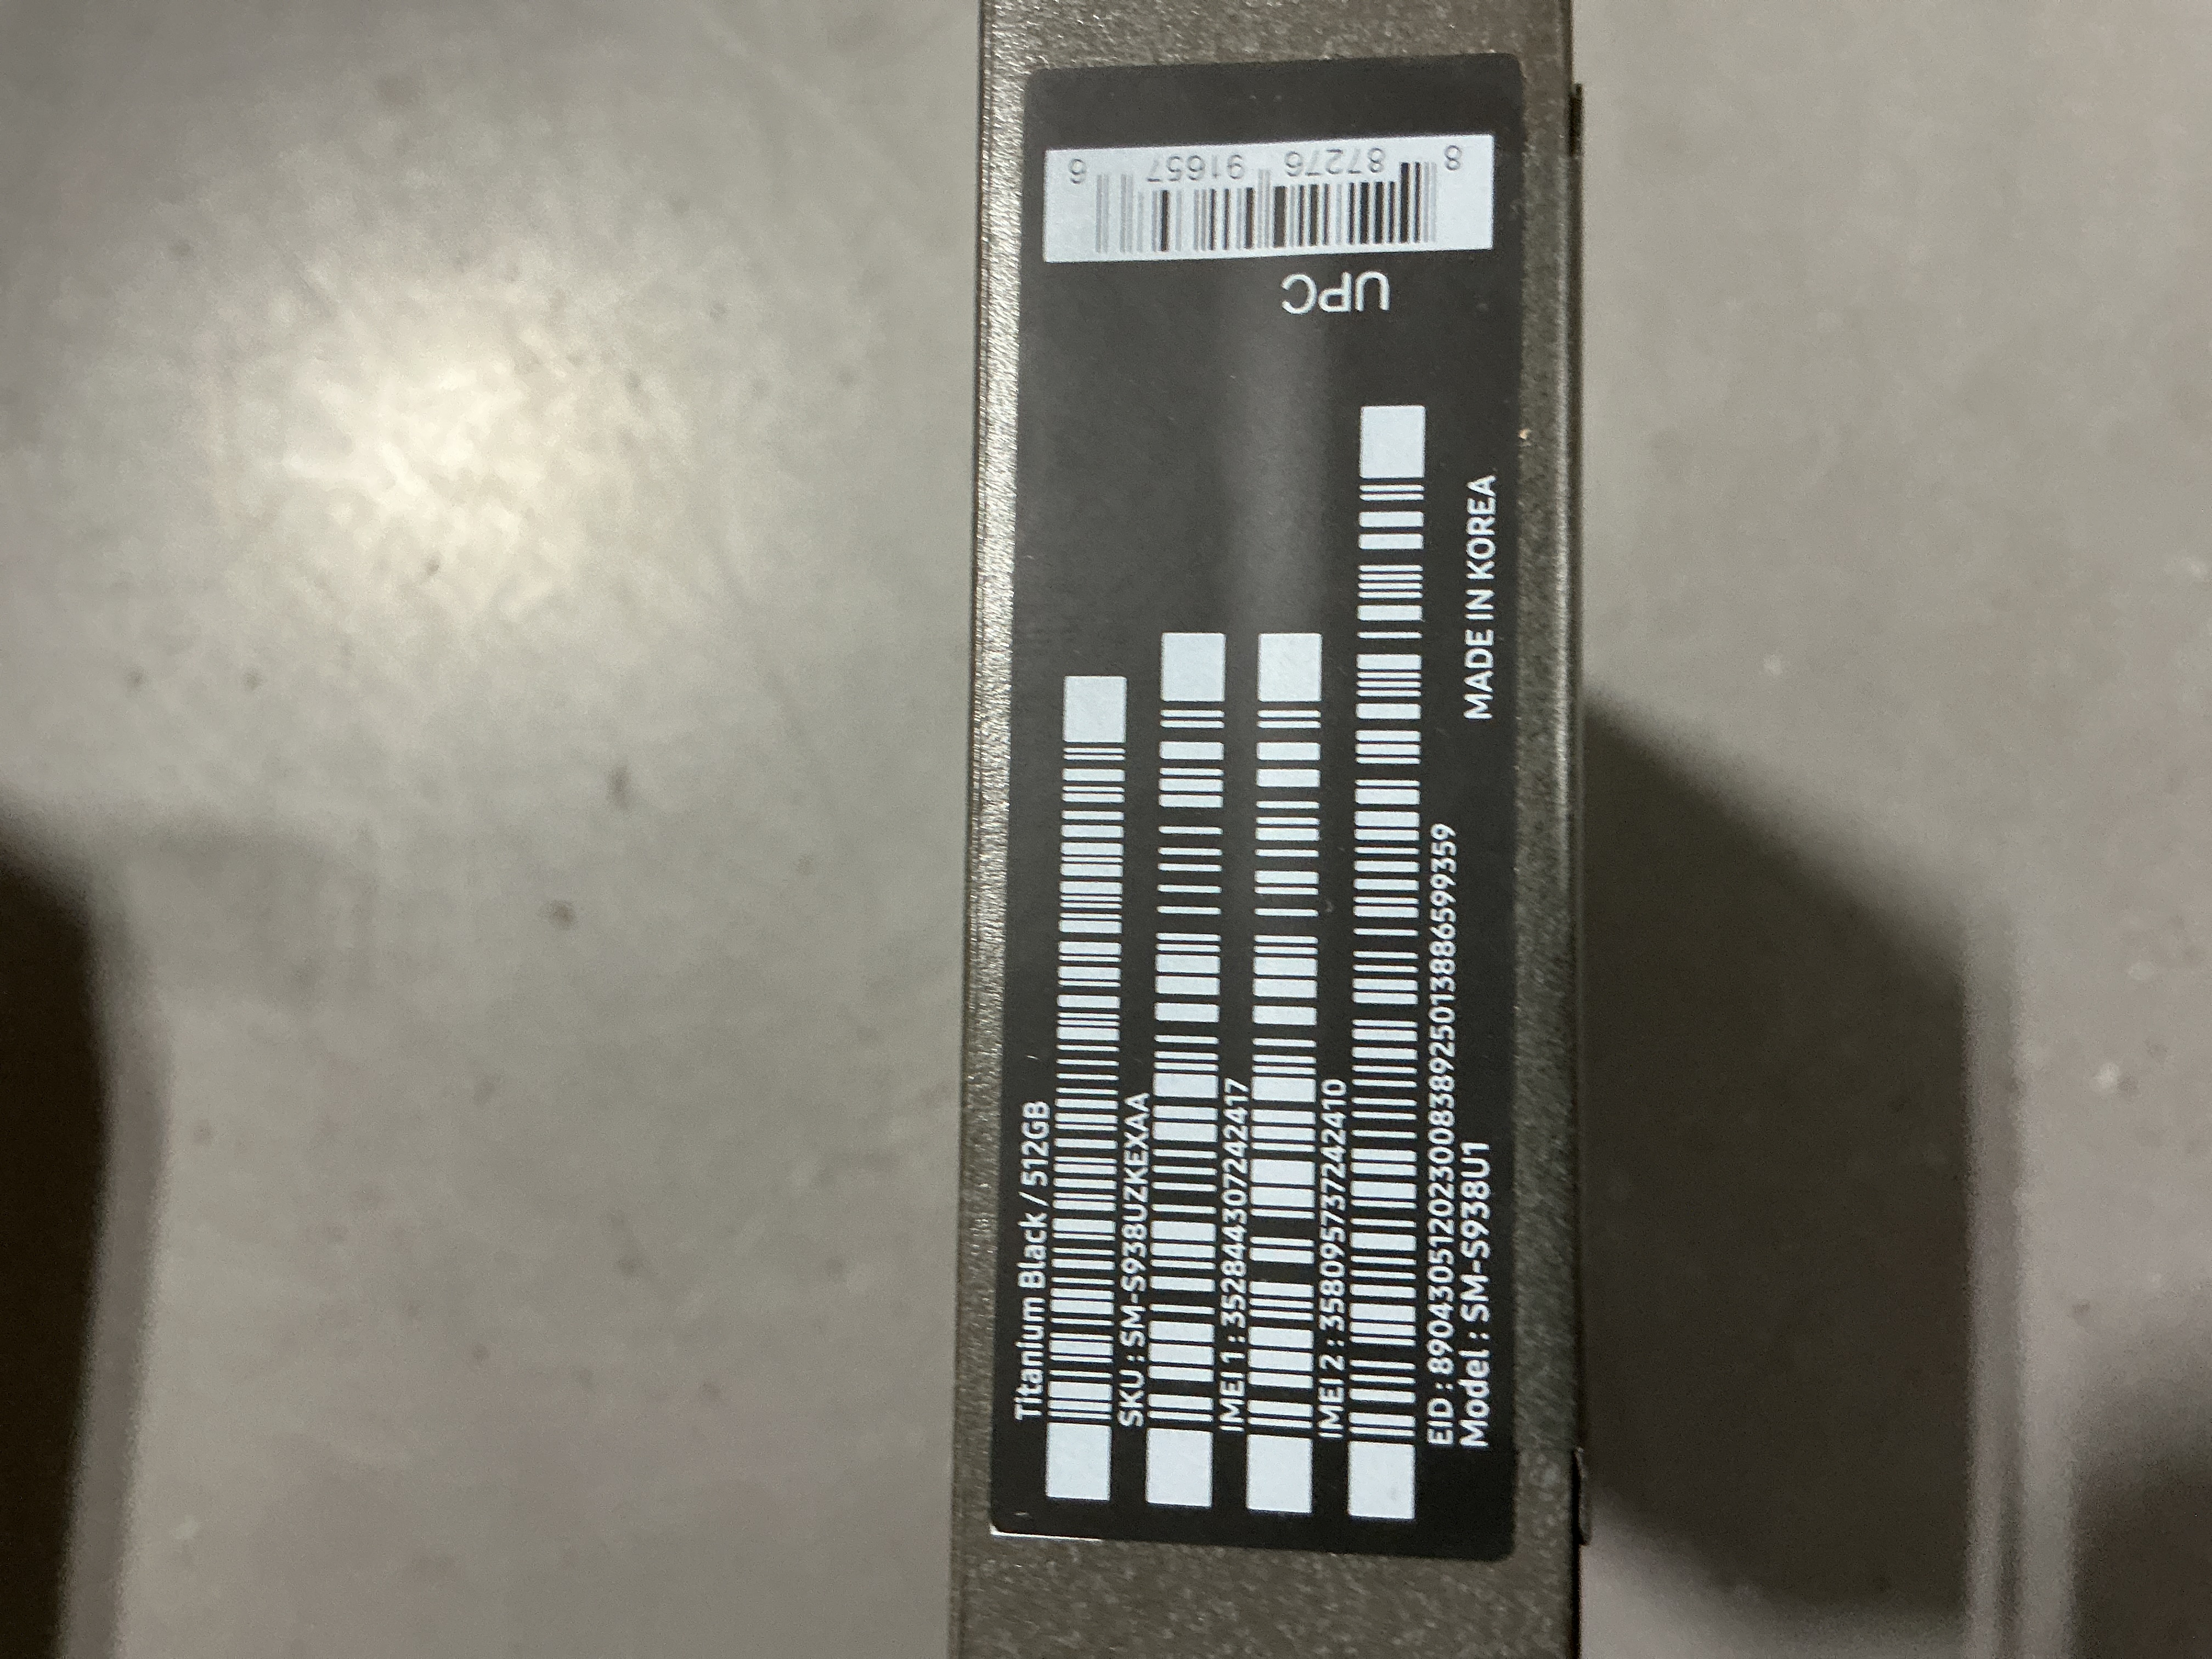 Titanium Black / 512GB
SKU : SM-S938UZKEXAA
IMEI 1 : 352844307242417
IMEI 2 : 358095737242410
EID : 89043051202300838925013886599359
Model : SM-S938U1
MADE IN KOREA
UPC
8 87276 91657 6